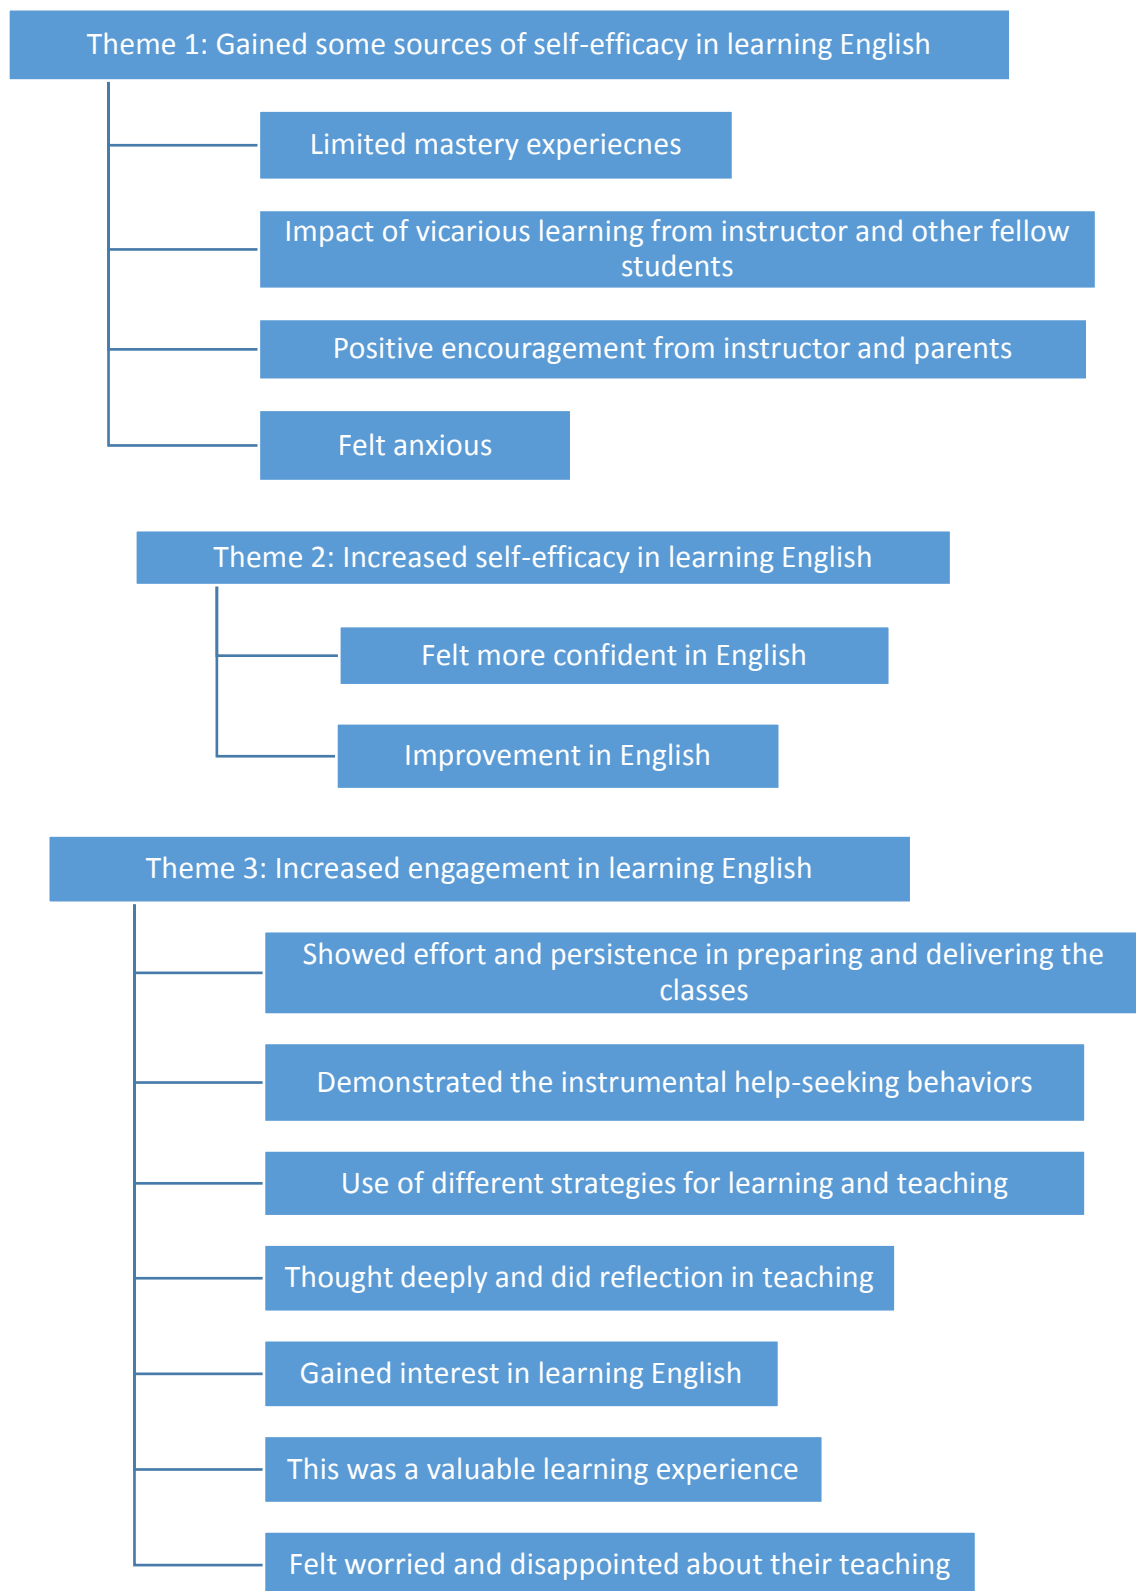 Theme 1: Gained some sources of self-efficacy in learning English
Limited mastery experiecnes
Impact of vicarious learning from instructor and other fellow
students
Positive encouragement from instructor and parents
Felt anxious
Theme 2: Increased self-efficacy in learning English
Felt more confident in English
Improvement in English
Theme 3: Increased engagement in learning English
Showed effort and persistence in preparing and delivering the
classes
Demonstrated the instrumental help-seeking behaviors
Use of different strategies for learning and teaching
Thought deeply and did reflection in teaching
Gained interest in learning English
This was a valuable learning experience
Felt worried and disappointed about their teaching